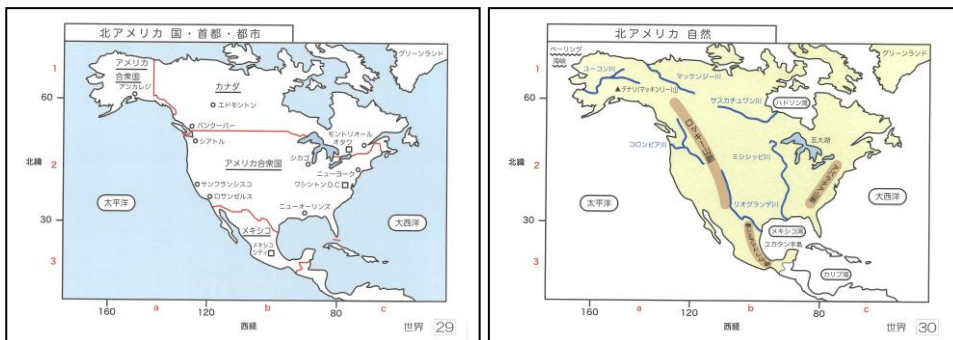 北アメリカ 国・首都・都市
グリーンランド
アメリカ
合衆国
アンカレジ
カナダ
エドモントン
バンクーバー
シアトル
モントリオール
オタワ
シカゴ
アメリカ合衆国
ニューヨーク
ワシントンD.C.
サンフランシスコ
ロサンゼルス
ニューオーリンズ
太平洋
大西洋
メキシコ
メキシコ
シティ
1
60
北緯
2
30
3
160
a
120
b
80
c
西経
世界 29
北アメリカ 自然
グリーンランド
ベーリング
海峡
ユーコン川
マッケンジー川
デナリ(マッキンリー)山
サスカチュワン川
ハドソン湾
ロッキー山脈
五大湖
コロンビア川
ミシシッピ川
アパラチア山脈
リオグランデ川
太平洋
大西洋
メキシコ湾
ユカタン半島
カリブ海
1
60
北緯
2
30
3
160
a
120
b
80
c
西経
世界 30